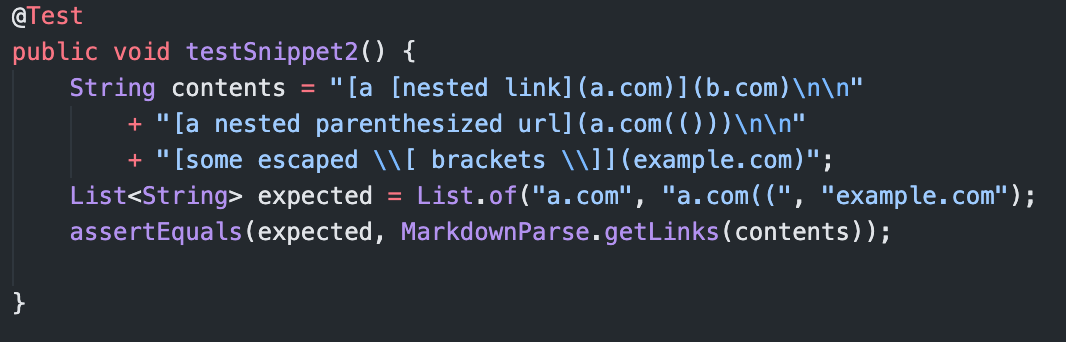 @Test
public void testSnippet2() {
    String contents = "[a [nested link](a.com)](b.com)\n\n"
        + "[a nested parenthesized url](a.com(()))\n\n"
        + "[some escaped \\[ brackets \\]](example.com)";
    List<String> expected = List.of("a.com", "a.com((", "example.com");
    assertEquals(expected, MarkdownParse.getLinks(contents));
}